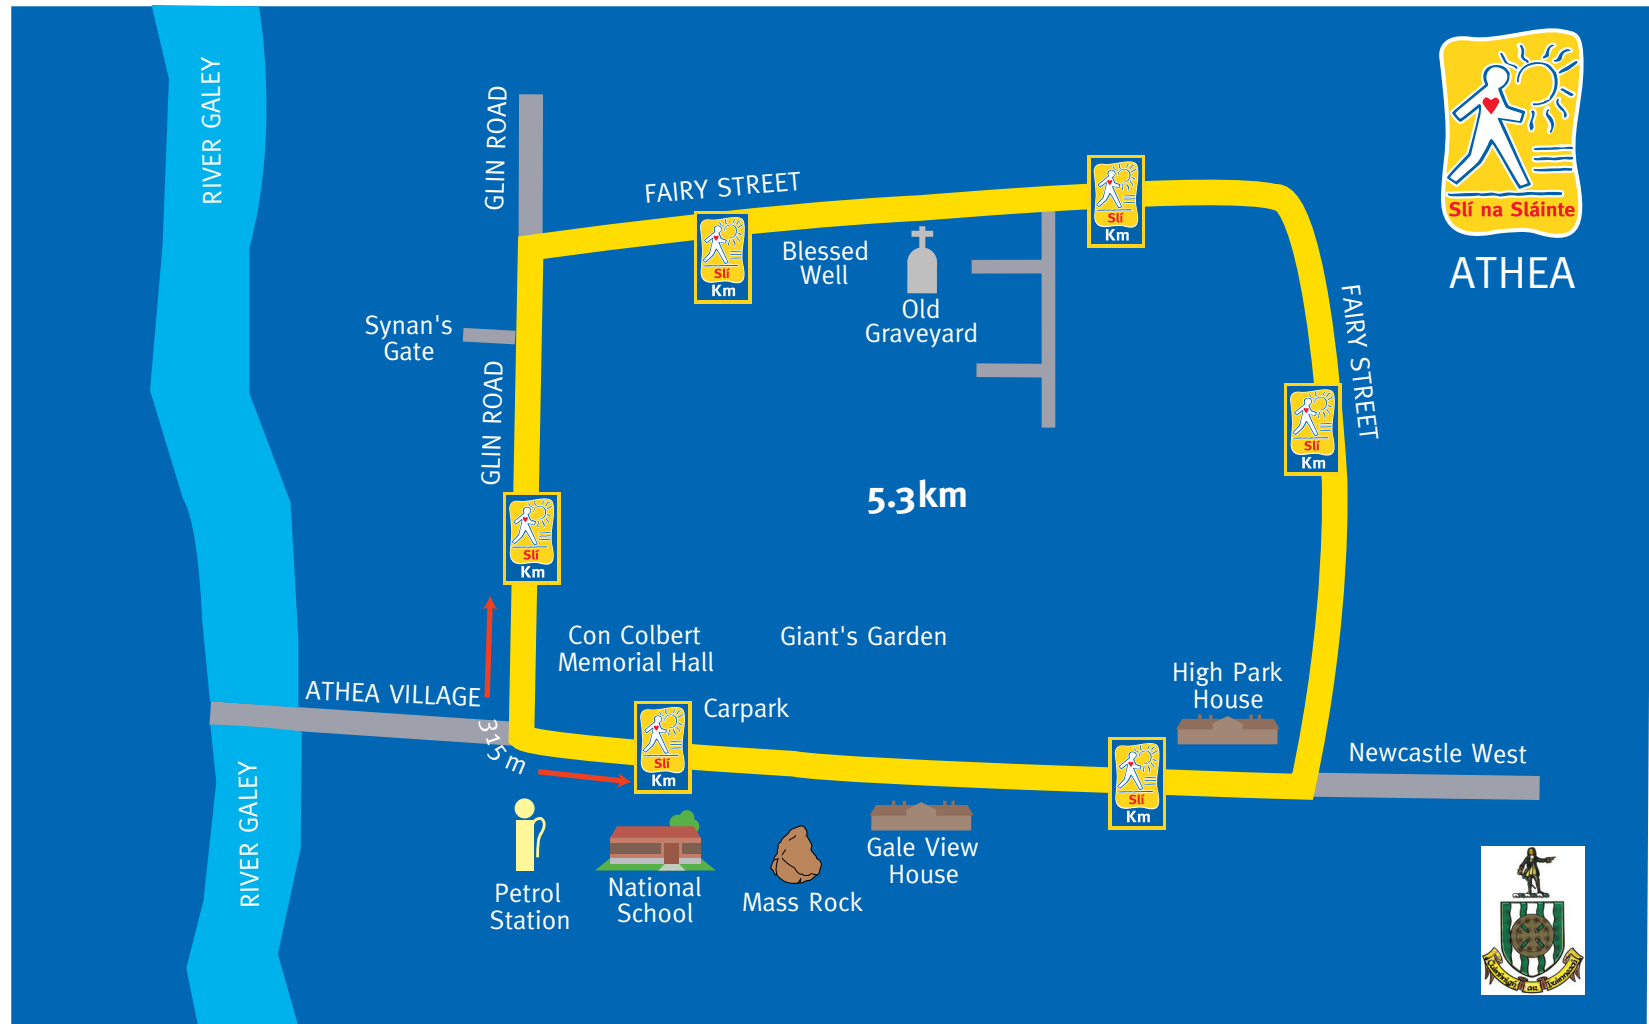 RIVER GALEY
GLIN ROAD
FAIRY STREET
Slí
Km
Slí
Km
Slí na Sláinte
ATHEA
Blessed
Well
Old
Graveyard
Synan's
Gate
GLIN ROAD
FAIRY STREET
Slí
Km
5.3km
Slí
Km
Con Colbert
Memorial Hall
Giant's Garden
ATHEA VILLAGE
315 m
Carpark
Slí
Km
High Park
House
Slí
Km
Newcastle West
RIVER GALEY
Petrol
Station
National
School
Mass Rock
Gale View
House